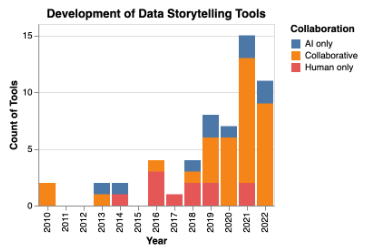 Development of Data Storytelling Tools
Collaboration
AI only
Collaborative
Human only
Count of Tools
15
10
5
0
2010
2011
2012
2013
2014
2015
2016
2017
2018
2019
2020
2021
2022
Year